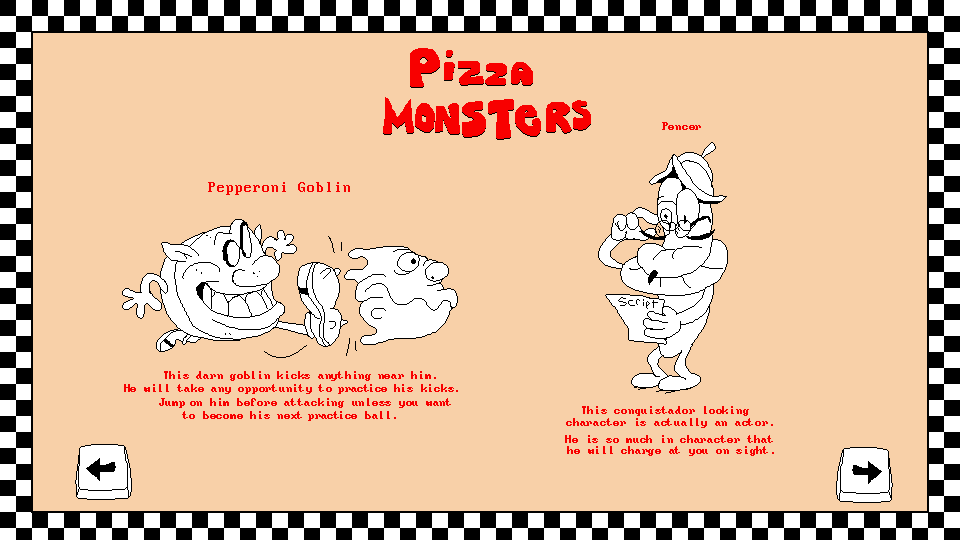 Pizza
MONSTERS
Pepperoni Goblin
This darn goblin kicks anything near him.
He will take any opportunity to practice his kicks.
Jump on him before attacking unless you want
to become his next practice ball.
Pencer
Script
This conquistador looking
character is actually an actor.
He is so much in character that
he will charge at you on sight.